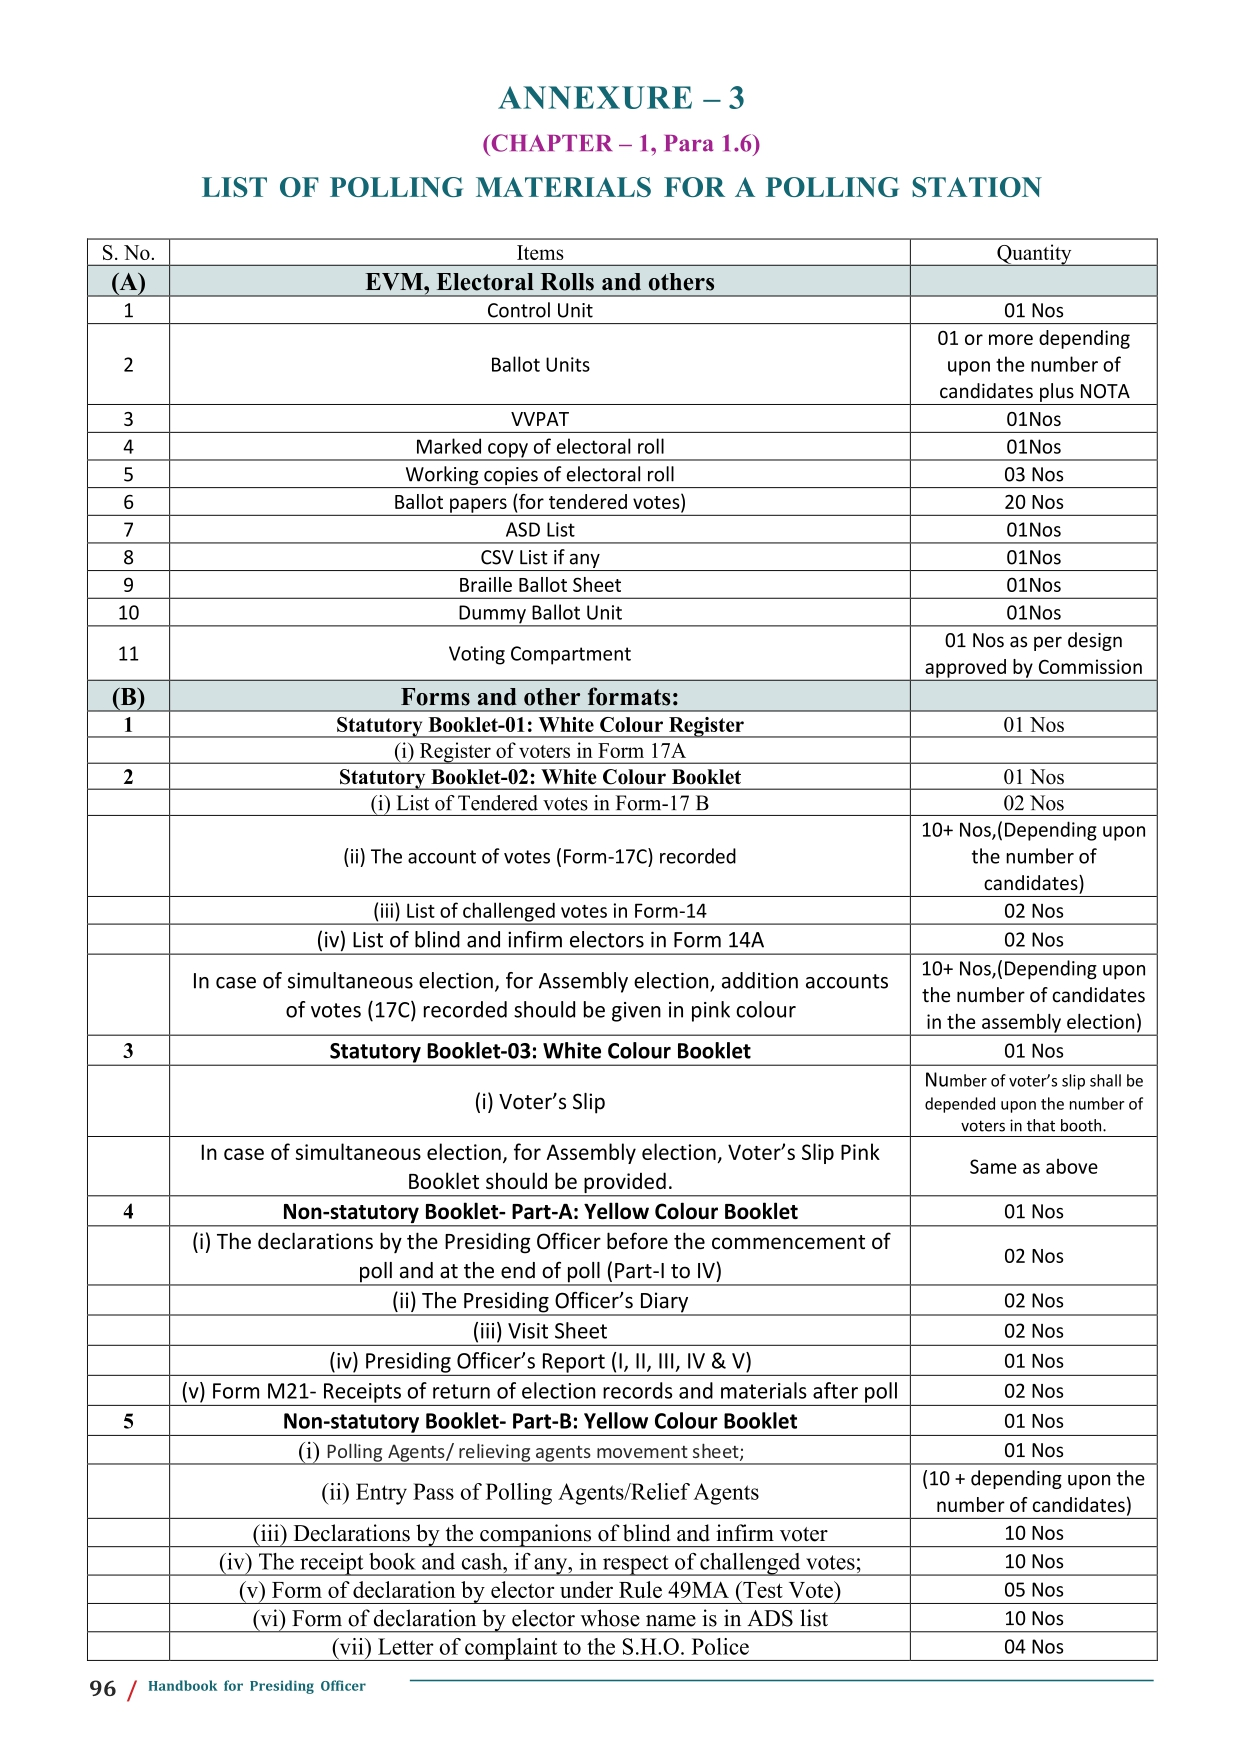 ANNEXURE – 3
(CHAPTER – 1, Para 1.6)
LIST OF POLLING MATERIALS FOR A POLLING STATION
S. No. Items Quantity
(A) EVM, Electoral Rolls and others
1 Control Unit 01 Nos
2 Ballot Units 01 or more depending
upon the number of
candidates plus NOTA
3 VVPAT 01Nos
4 Marked copy of electoral roll 01Nos
5 Working copies of electoral roll 03 Nos
6 Ballot papers (for tendered votes) 20 Nos
7 ASD List 01Nos
8 CSV List if any 01Nos
9 Braille Ballot Sheet 01Nos
10 Dummy Ballot Unit 01Nos
11 Voting Compartment 01 Nos as per design
approved by Commission
(B) Forms and other formats:
1 Statutory Booklet-01: White Colour Register 01 Nos
(i) Register of voters in Form 17A
2 Statutory Booklet-02: White Colour Booklet 01 Nos
(i) List of Tendered votes in Form-17 B 02 Nos
(ii) The account of votes (Form-17C) recorded 10+ Nos,(Depending upon
the number of
candidates)
(iii) List of challenged votes in Form-14 02 Nos
(iv) List of blind and infirm electors in Form 14A 02 Nos
In case of simultaneous election, for Assembly election, addition accounts
of votes (17C) recorded should be given in pink colour
10+ Nos,(Depending upon
the number of candidates
in the assembly election)
3 Statutory Booklet-03: White Colour Booklet 01 Nos
(i) Voter’s Slip Number of voter’s slip shall be
depended upon the number of
voters in that booth.
In case of simultaneous election, for Assembly election, Voter’s Slip Pink
Booklet should be provided.
Same as above
4 Non-statutory Booklet- Part-A: Yellow Colour Booklet 01 Nos
(i) The declarations by the Presiding Officer before the commencement of
poll and at the end of poll (Part-I to IV)
02 Nos
(ii) The Presiding Officer’s Diary 02 Nos
(iii) Visit Sheet 02 Nos
(iv) Presiding Officer’s Report (I, II, III, IV & V) 01 Nos
(v) Form M21- Receipts of return of election records and materials after poll 02 Nos
5 Non-statutory Booklet- Part-B: Yellow Colour Booklet 01 Nos
(i) Polling Agents/ relieving agents movement sheet; 01 Nos
(ii) Entry Pass of Polling Agents/Relief Agents (10 + depending upon the
number of candidates)
(iii) Declarations by the companions of blind and infirm voter 10 Nos
(iv) The receipt book and cash, if any, in respect of challenged votes; 10 Nos
(v) Form of declaration by elector under Rule 49MA (Test Vote) 05 Nos
(vi) Form of declaration by elector whose name is in ADS list 10 Nos
(vii) Letter of complaint to the S.H.O. Police 04 Nos
96 / Handbook for Presiding Officer